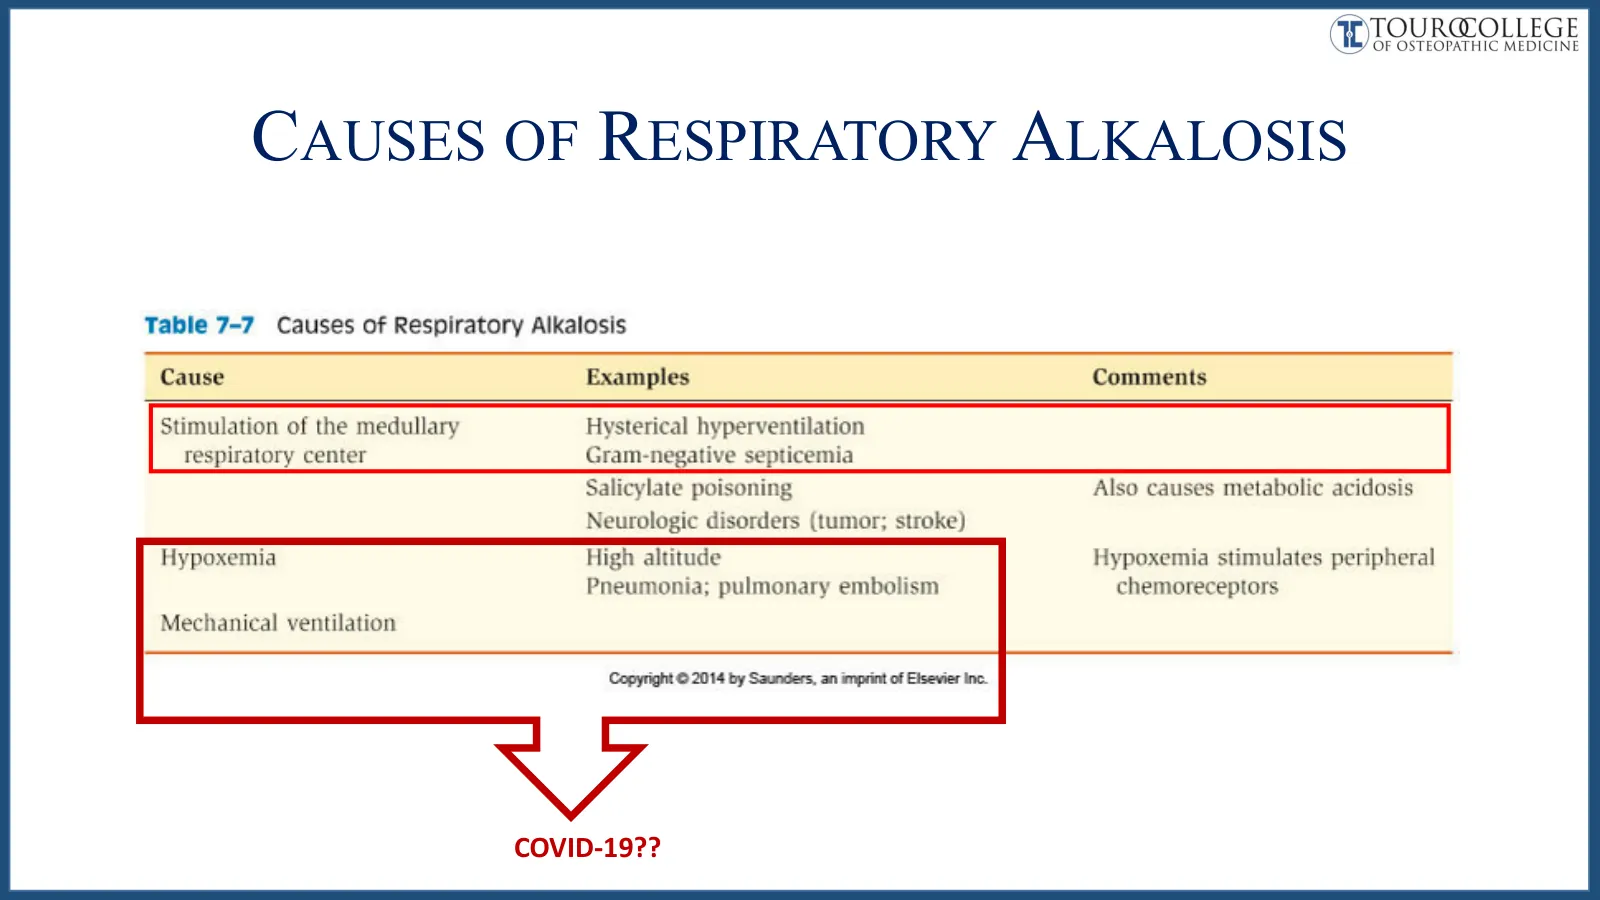 TOUROCOLLEGE
OF OSTEOPATHIC MEDICINE
CAUSES OF RESPIRATORY ALKALOSIS
Table 7–7 Causes of Respiratory Alkalosis
Cause Examples Comments
Stimulation of the medullary Hysterical hyperventilation
respiratory center Gram-negative septicemia
Salicylate poisoning Also causes metabolic acidosis
Neurologic disorders (tumor; stroke)
Hypoxemia High altitude Hypoxemia stimulates peripheral
Pneumonia; pulmonary embolism chemoreceptors
Mechanical ventilation
Copyright © 2014 by Saunders, an imprint of Elsevier Inc.
COVID-19??